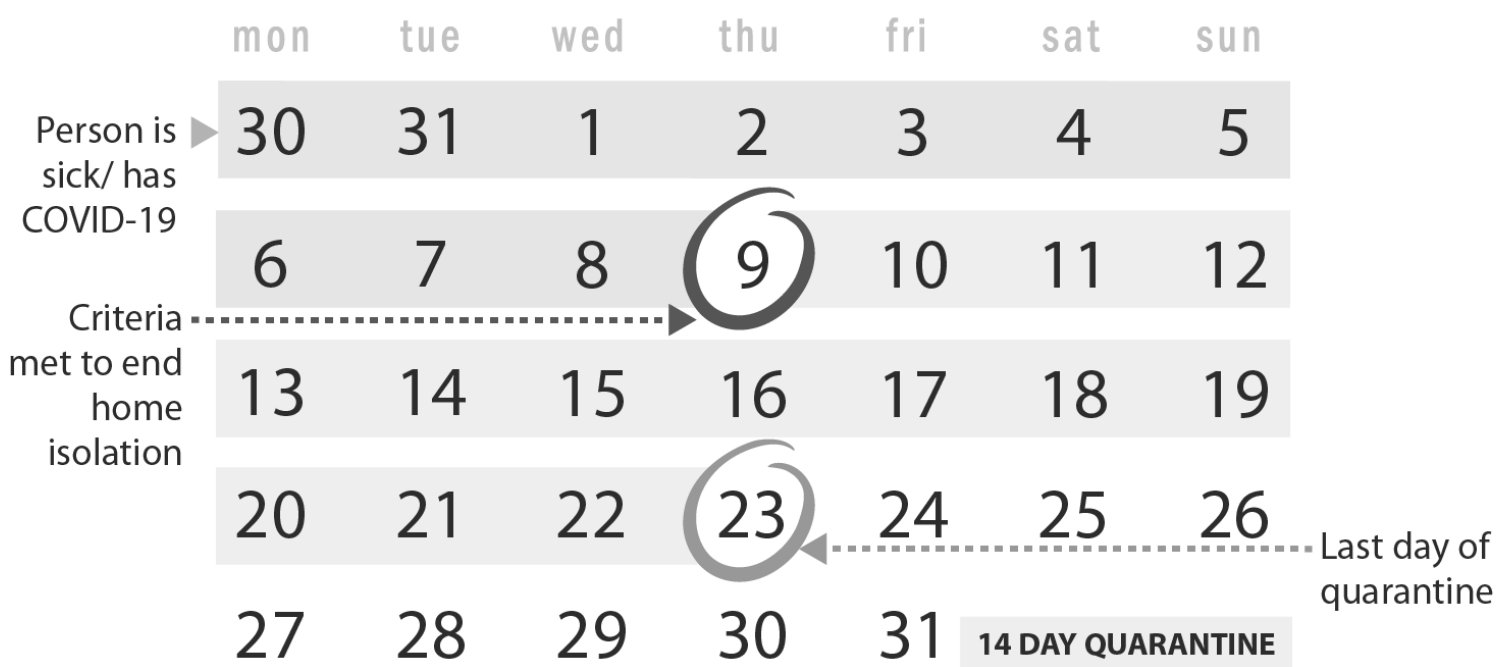 mon tue wed thu fri sat sun
Person is
sick/ has
COVID-19
30 31 1 2 3 4 5
6 7 8 9 10 11 12
Criteria
met to end
home
isolation
13 14 15 16 17 18 19
20 21 22 23 24 25 26
Last day of
quarantine
27 28 29 30 31
14 DAY QUARANTINE